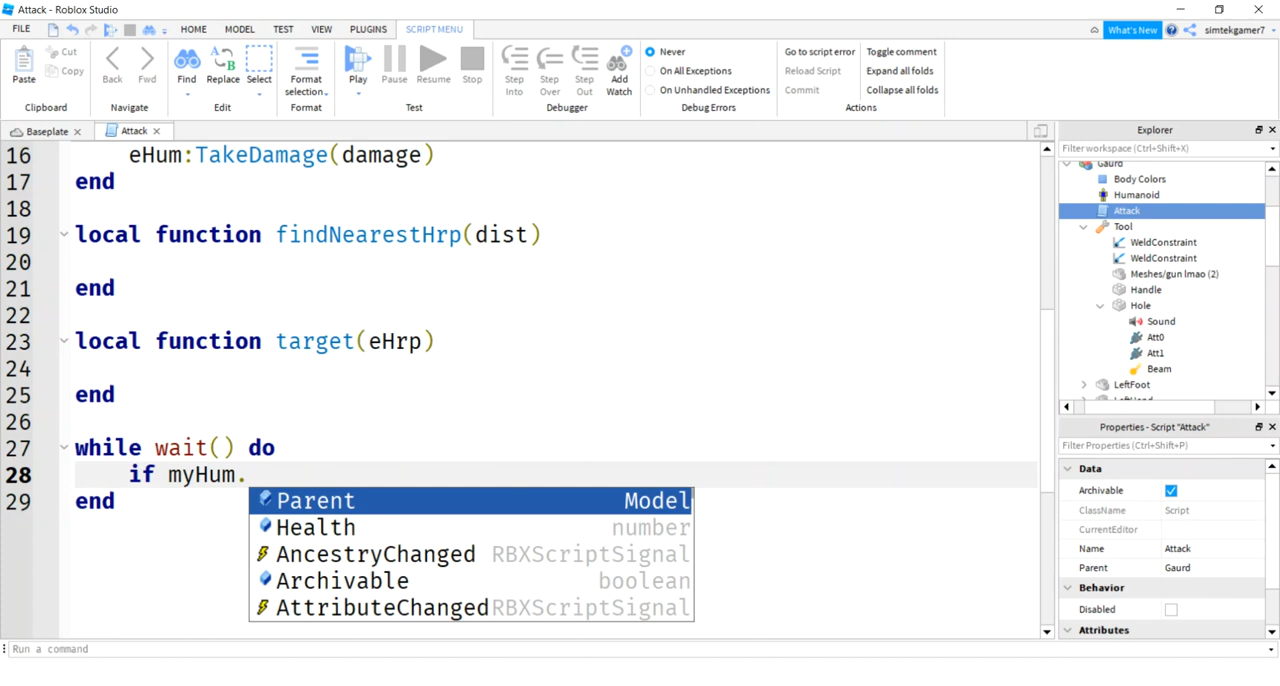 Attack - Roblox Studio
FILE HOME MODEL TEST VIEW PLUGINS SCRIPT MENU What's New simtekgamer7
Paste Cut Copy Back Fwd Find Replace Select Format selection Play Pause Resume Stop Step Into Step Over Step Out Add Watch
Never On All Exceptions On Unhandled Exceptions
Go to script error Reload Script Commit
Toggle comment Expand all folds Collapse all folds
Clipboard Navigate Edit Format Test Debugger Debug Errors Actions
Baseplate Attack
16 eHum:TakeDamage(damage)
17 end
18
19 local function findNearestHrp(dist)
20
21 end
22
23 local function target(eHrp)
24
25 end
26
27 while wait() do
28 if myHum.
29 end
Parent Model
Health number
AncestryChanged RBXScriptSignal
Archivable boolean
AttributeChanged RBXScriptSignal
Explorer
Filter workspace (Ctrl+Shift+X)
Gaurd
Body Colors
Humanoid
Attack
Tool
WeldConstraint
WeldConstraint
Meshes/gun lmao (2)
Handle
Hole
Sound
Att0
Att1
Beam
LeftFoot
LeftHand
Properties - Script "Attack"
Filter Properties (Ctrl+Shift+P)
Data
Archivable
ClassName Script
CurrentEditor
Name Attack
Parent Gaurd
Behavior
Disabled
Attributes
Run a command